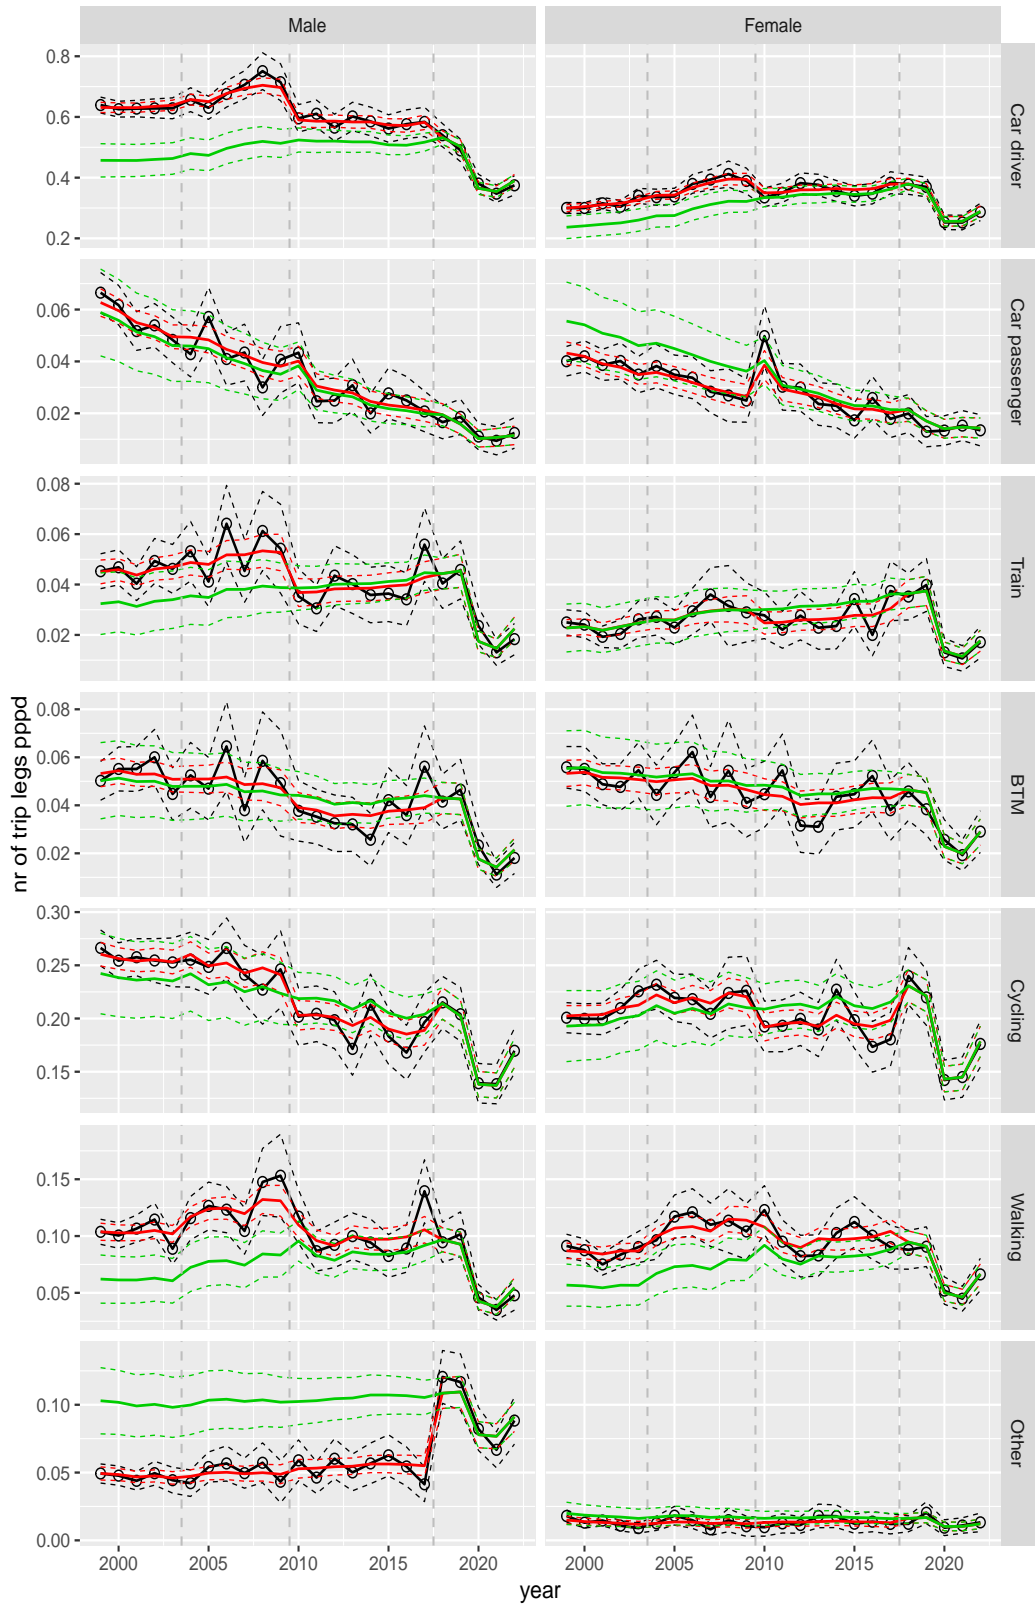 Male Female
0.8
0.6
0.4
0.2
Car driver
0.06
0.04
0.02
Car passenger
0.08
0.06
0.04
0.02
Train
0.08
0.06
0.04
0.02
BTM
0.30
0.25
0.20
0.15
Cycling
0.15
0.10
0.05
Walking
0.10
0.05
0.00
Other
2000 2005 2010 2015 2020 2000 2005 2010 2015 2020
year
nr of trip legs pppd